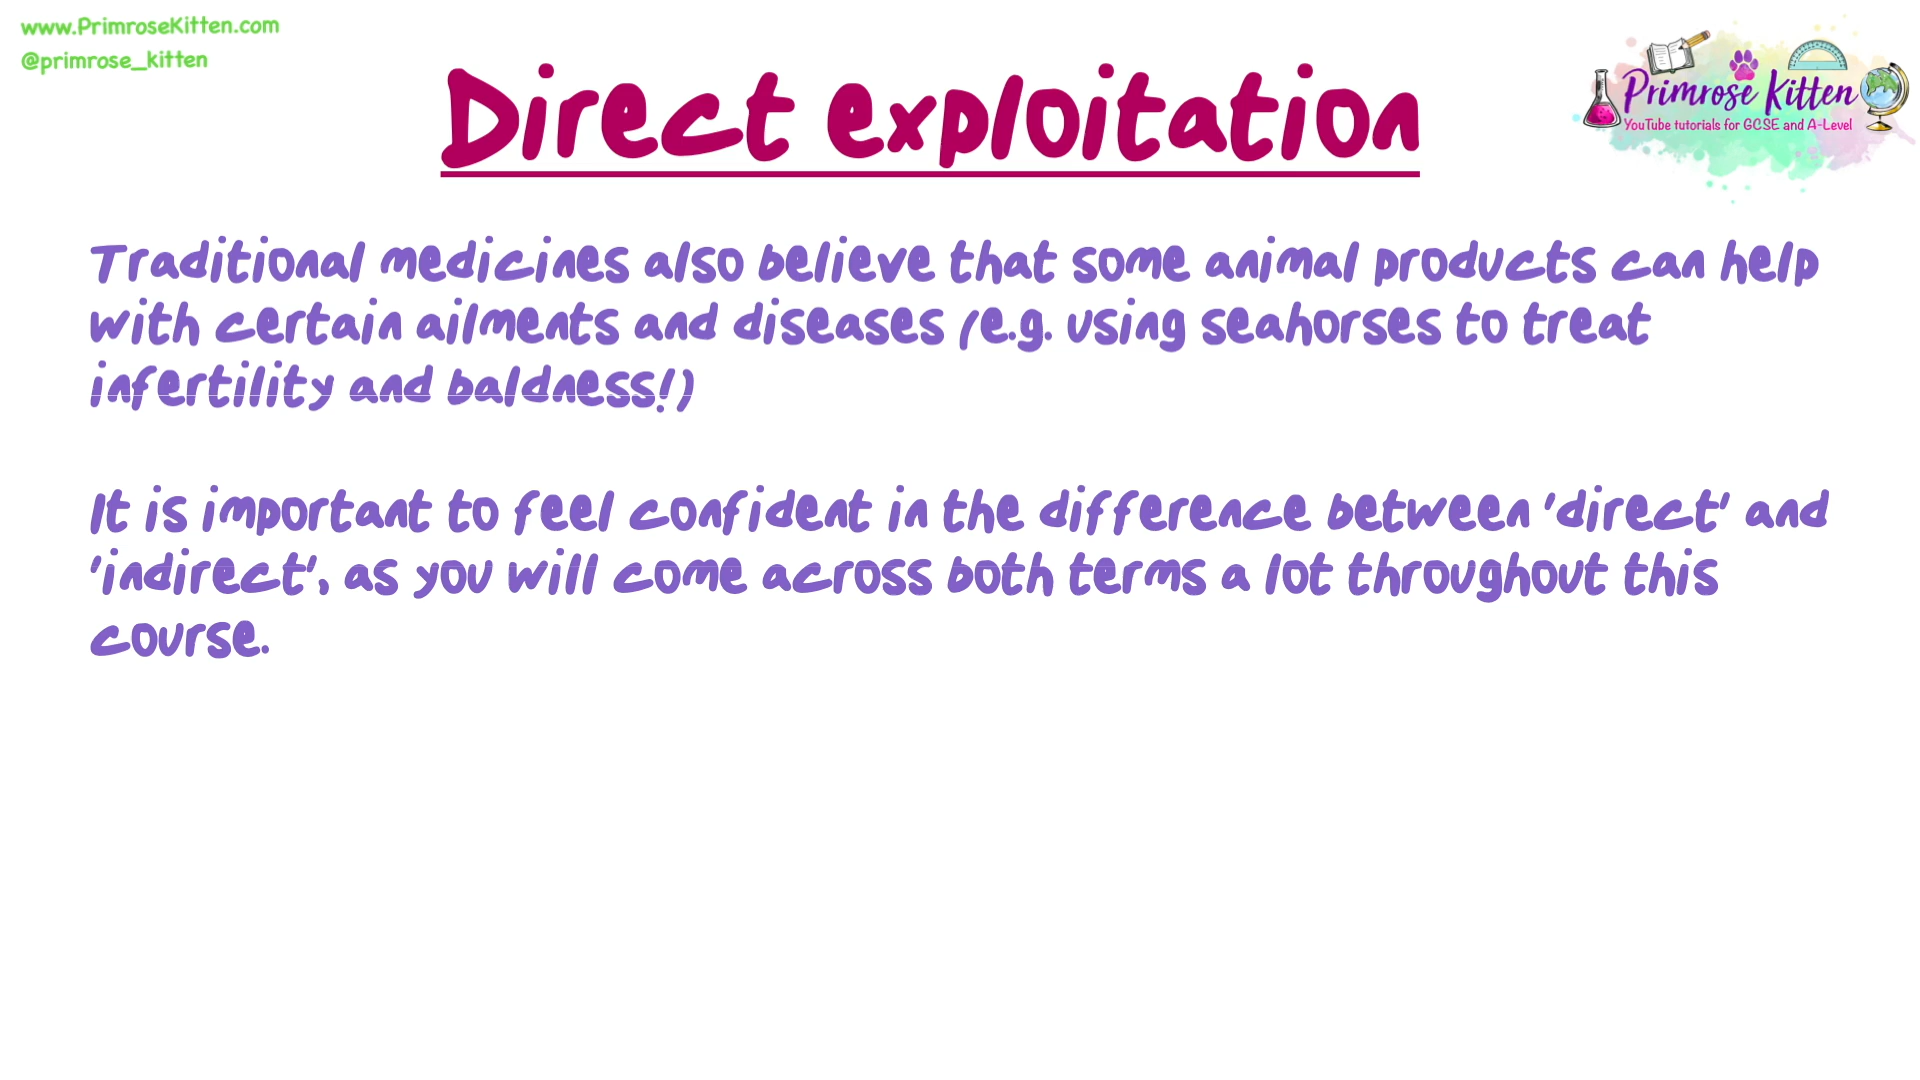 www.PrimroseKitten.com
@primrose_kitten
Direct exploitation
Primrose Kitten
YouTube tutorials for GCSE and A-Level
Traditional medicines also believe that some animal products can help
with certain ailments and diseases (e.g. using seahorses to treat
infertility and baldness!)
It is important to feel confident in the difference between 'direct' and
'indirect', as you will come across both terms a lot throughout this
course.